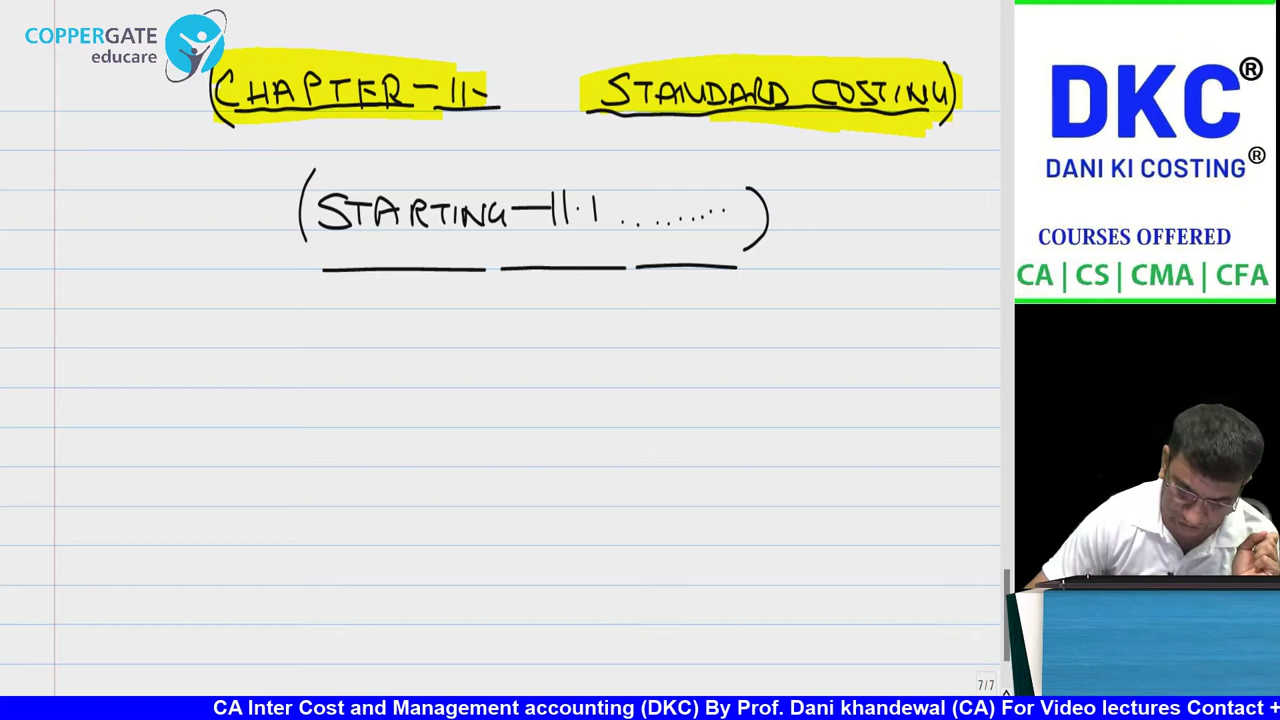 COPPERGATE
educare
(CHAPTER-11- STANDARD COSTING)
(STARTING-11.1 .........)
DKC®
DANI KI COSTING®
COURSES OFFERED
CA | CS | CMA | CFA
7/7
CA Inter Cost and Management accounting (DKC) By Prof. Dani khandewal (CA) For Video lectures Contact +